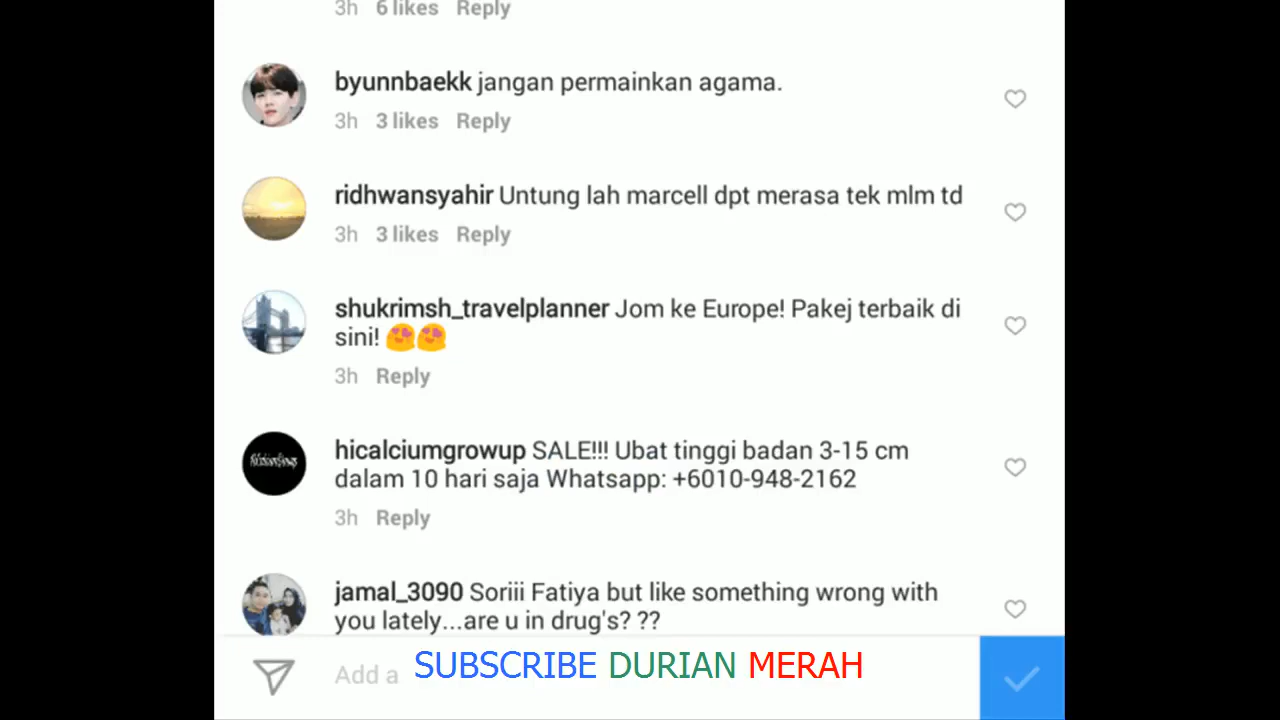 3h 6 likes Reply
byunnbaekk jangan permainkan agama.
3h 3 likes Reply
ridhwansyahir Untung lah marcell dpt merasa tek mlm td
3h 3 likes Reply
shukrimsh_travelplanner Jom ke Europe! Pakej terbaik di
sini! 😍😍
3h Reply
hicalciumgrowup SALE!!! Ubat tinggi badan 3-15 cm
dalam 10 hari saja Whatsapp: +6010-948-2162
3h Reply
jamal_3090 Soriii Fatiya but like something wrong with
you lately...are u in drug's? ??
Add a
SUBSCRIBE DURIAN MERAH